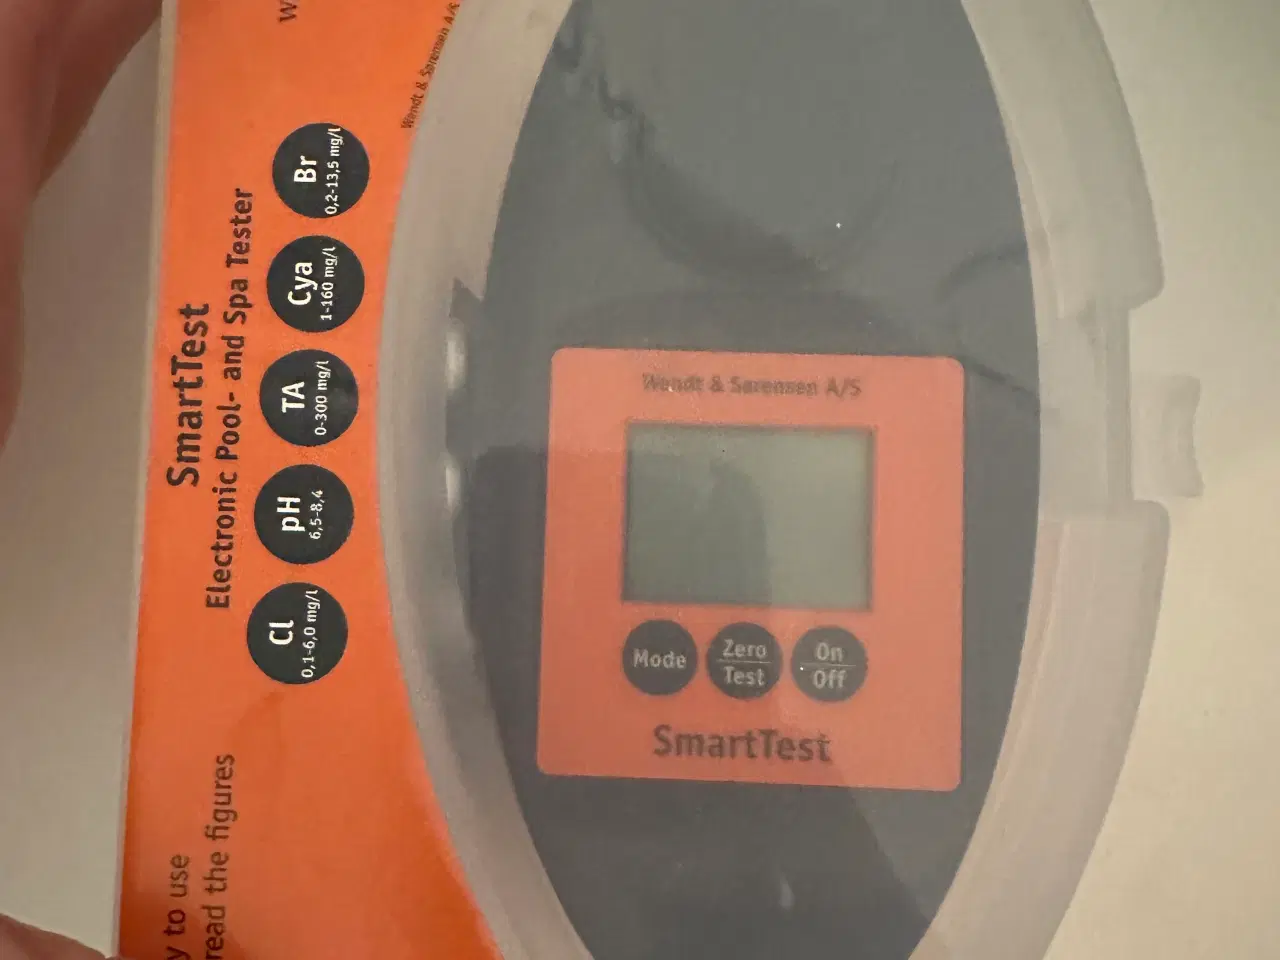 SmartTest
Electronic Pool- and Spa Tester
Cl
0,1-6,0 mg/l
pH
6,5-8,4
TA
0-300 mg/l
Cya
1-160 mg/l
Br
0,2-13,5 mg/l
y to use
read the figures
W
Wendt & Sørensen A/S
Wendt & Sørensen A/S
Mode
Zero
Test
On
Off
SmartTest